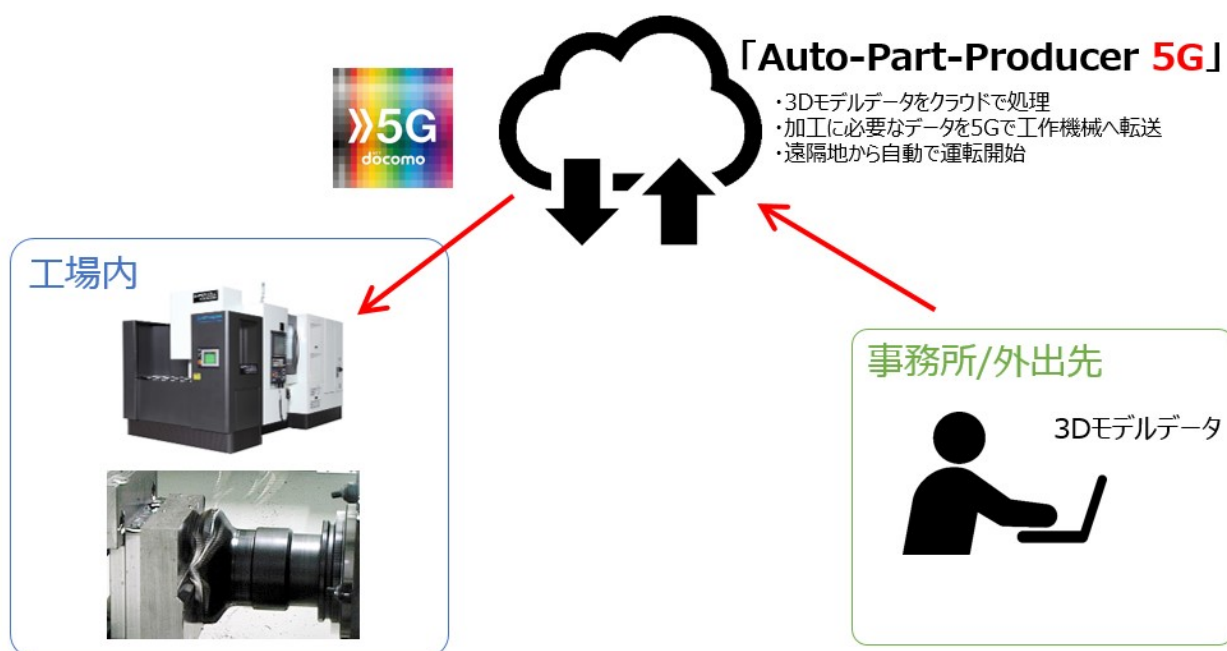 「Auto-Part-Producer 5G」
・3Dモデルデータをクラウドで処理
・加工に必要なデータを5Gで工作機械へ転送
・遠隔地から自動で運転開始
5G
docomo
工場内
事務所/外出先
3Dモデルデータ